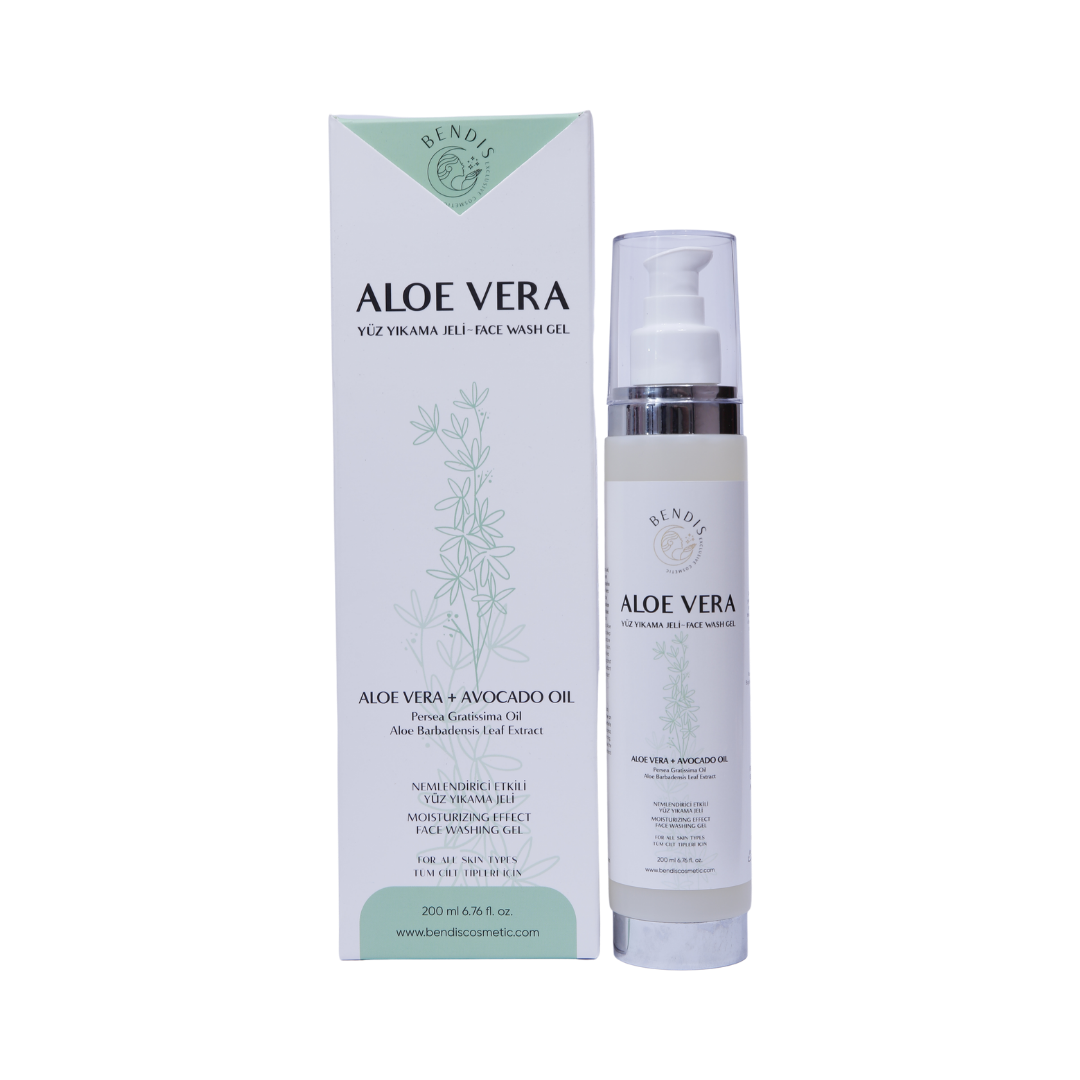 BENDIS
EXCLUSIVE COSMETIC
ALOE VERA
YÜZ YIKAMA JELİ-FACE WASH GEL
ALOE VERA + AVOCADO OIL
Persea Gratissima Oil
Aloe Barbadensis Leaf Extract
NEMLENDİRİCİ ETKİLİ
YÜZ YIKAMA JELİ
MOISTURIZING EFFECT
FACE WASHING GEL
FOR ALL SKIN TYPES
TÜM CİLT TİPLERİ İÇİN
200 ml 6.76 fl. oz.
www.bendiscosmetic.com
BENDIS
EXCLUSIVE COSMETIC
ALOE VERA
YÜZ YIKAMA JELİ-FACE WASH GEL
ALOE VERA + AVOCADO OIL
Persea Gratissima Oil
Aloe Barbadensis Leaf Extract
NEMLENDİRİCİ ETKİLİ
YÜZ YIKAMA JELİ
MOISTURIZING EFFECT
FACE WASHING GEL
FOR ALL SKIN TYPES
TÜM CİLT TİPLERİ İÇİN
200 ml 6.76 fl. oz.
www.bendiscosmetic.com